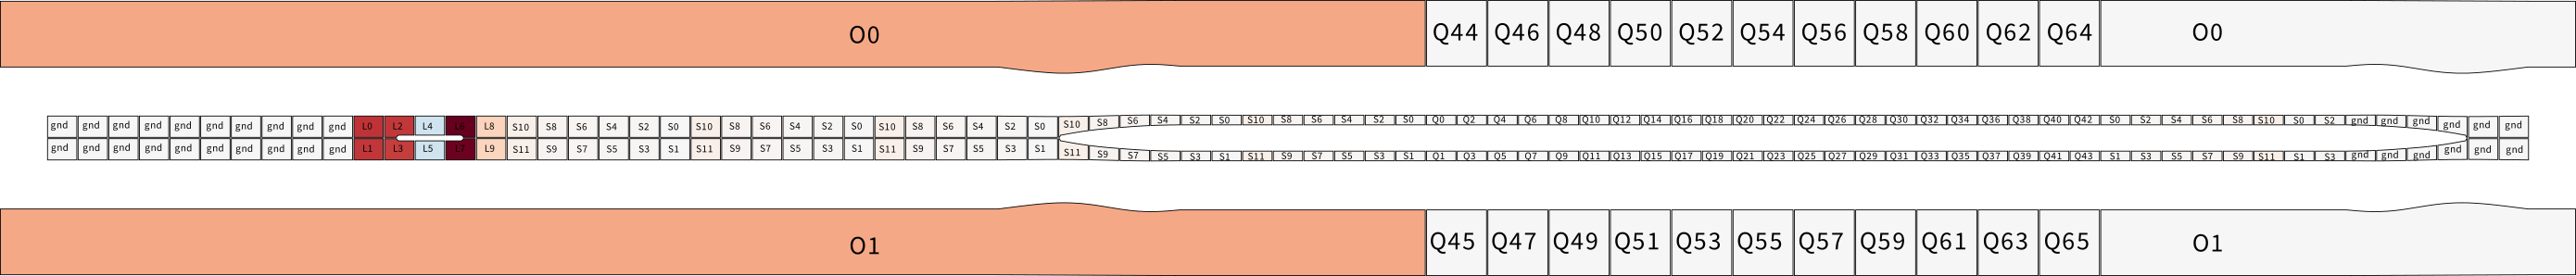 O0 Q44 Q46 Q48 Q50 Q52 Q54 Q56 Q58 Q60 Q62 Q64 O0
gnd gnd gnd gnd gnd gnd gnd gnd gnd gnd L0 L2 L4 L6 L8 S10 S8 S6 S4 S2 S0 S10 S8 S6 S4 S2 S0 S10 S8 S6 S4 S2 S0 S10 S8 S6 S4 S2 S0 S10 S8 S6 S4 S2 S0 Q0 Q2 Q4 Q6 Q8 Q10 Q12 Q14 Q16 Q18 Q20 Q22 Q24 Q26 Q28 Q30 Q32 Q34 Q36 Q38 Q40 Q42 S0 S2 S4 S6 S8 S10 S0 S2 gnd gnd gnd gnd gnd gnd
gnd gnd gnd gnd gnd gnd gnd gnd gnd gnd L1 L3 L5 L7 L9 S11 S9 S7 S5 S3 S1 S11 S9 S7 S5 S3 S1 S11 S9 S7 S5 S3 S1 S11 S9 S7 S5 S3 S1 S11 S9 S7 S5 S3 S1 Q1 Q3 Q5 Q7 Q9 Q11 Q13 Q15 Q17 Q19 Q21 Q23 Q25 Q27 Q29 Q31 Q33 Q35 Q37 Q39 Q41 Q43 S1 S3 S5 S7 S9 S11 S1 S3 gnd gnd gnd gnd gnd gnd
O1 Q45 Q47 Q49 Q51 Q53 Q55 Q57 Q59 Q61 Q63 Q65 O1